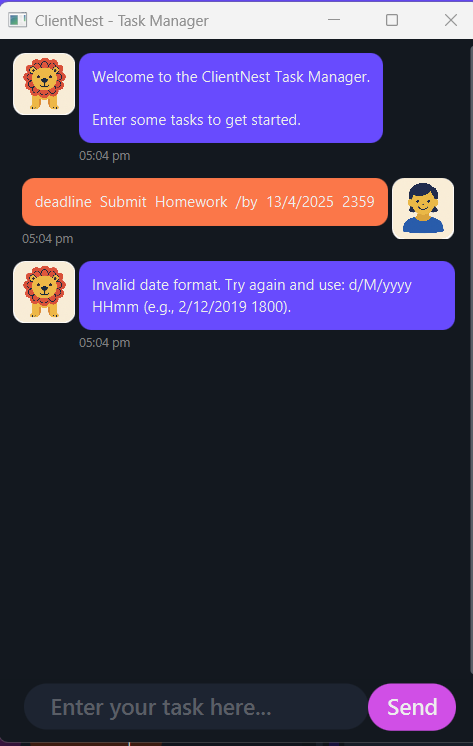 ClientNest - Task Manager
Welcome to the ClientNest Task Manager.
Enter some tasks to get started.
05:04 pm
deadline  Submit  Homework  /by  13/4/2025  2359
05:04 pm
Invalid date format. Try again and use: d/M/yyyy
HHmm (e.g., 2/12/2019 1800).
05:04 pm
Enter your task here...
Send